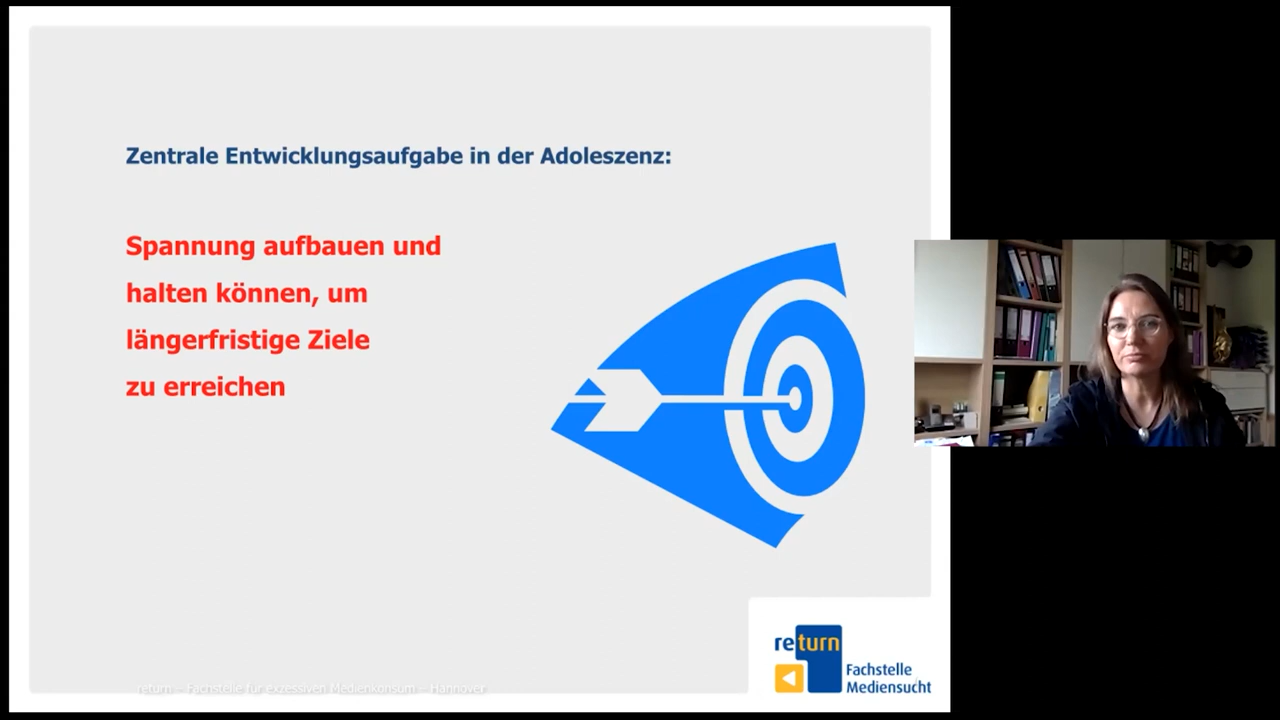 Zentrale Entwicklungsaufgabe in der Adoleszenz:
Spannung aufbauen und
halten können, um
längerfristige Ziele
zu erreichen
return
Fachstelle
Mediensucht
return – Fachstelle für exzessiven Medienkonsum – Hannover